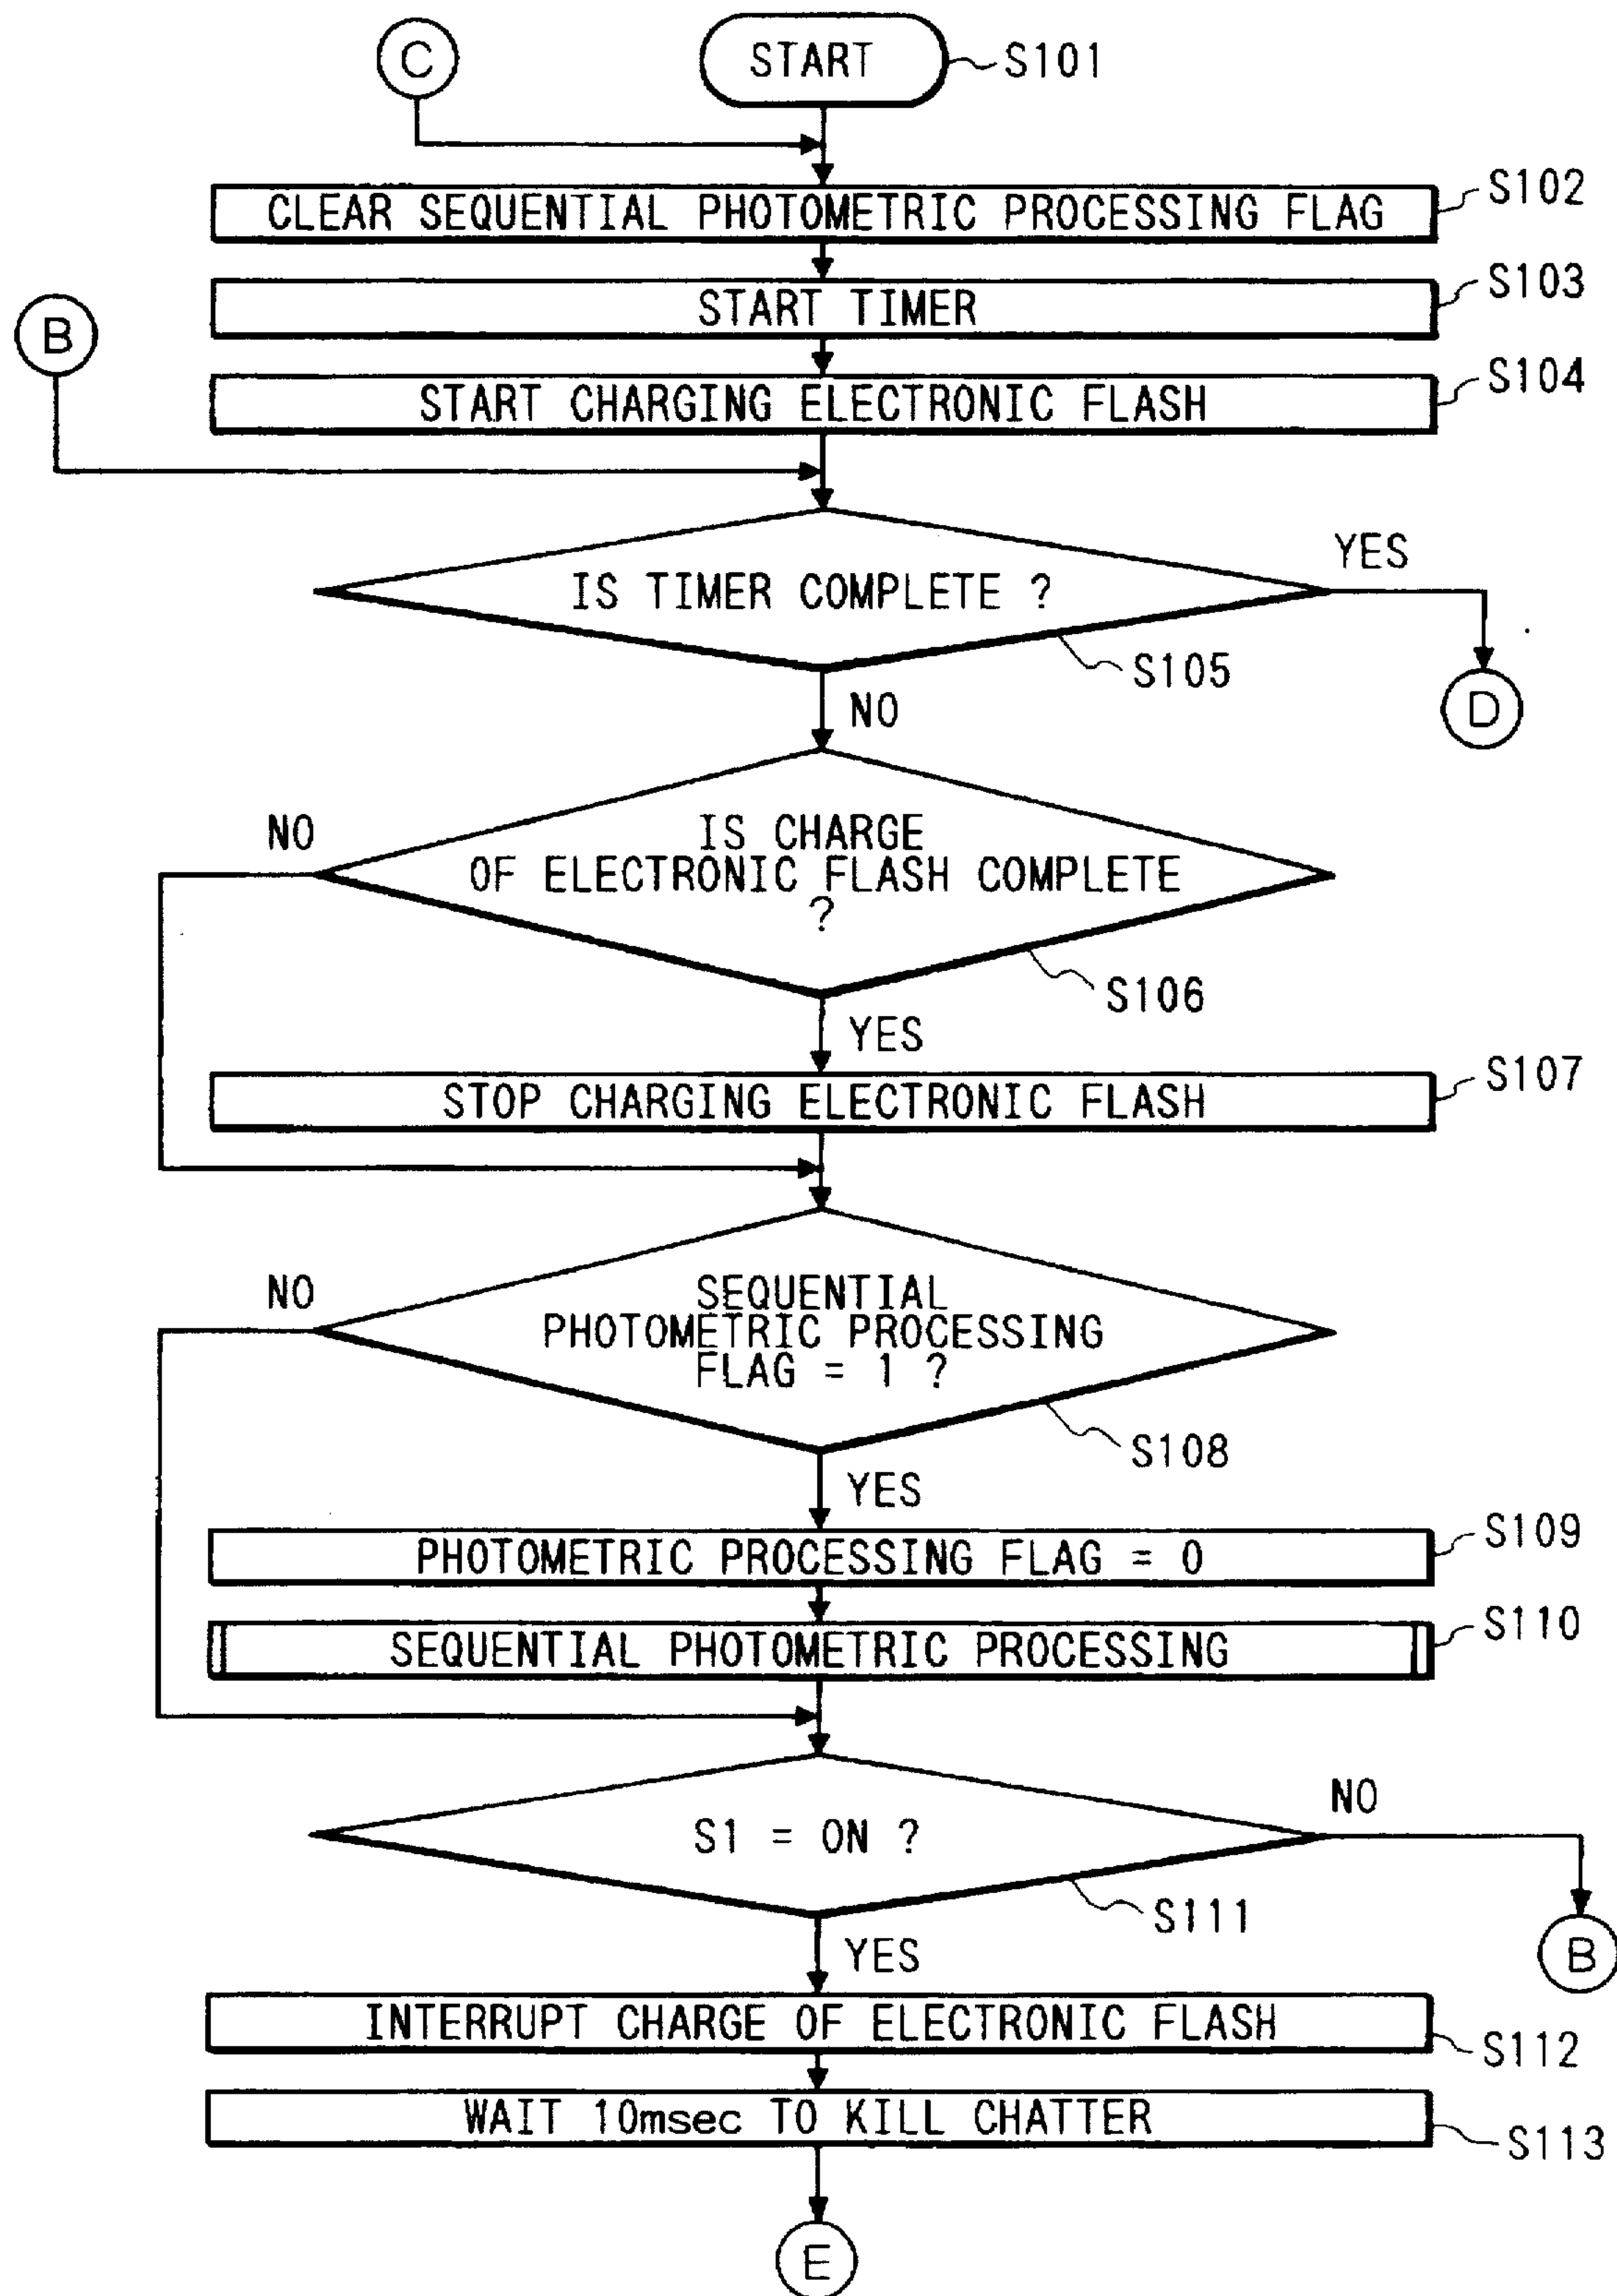 C
START
S101
CLEAR SEQUENTIAL PHOTOMETRIC PROCESSING FLAG
S102
START TIMER
S103
B
START CHARGING ELECTRONIC FLASH
S104
IS TIMER COMPLETE ?
YES
S105
D
NO
IS CHARGE
OF ELECTRONIC FLASH COMPLETE
?
NO
S106
YES
STOP CHARGING ELECTRONIC FLASH
S107
SEQUENTIAL
PHOTOMETRIC PROCESSING
FLAG = 1 ?
NO
S108
YES
PHOTOMETRIC PROCESSING FLAG = 0
S109
SEQUENTIAL PHOTOMETRIC PROCESSING
S110
S1 = ON ?
NO
S111
B
YES
INTERRUPT CHARGE OF ELECTRONIC FLASH
S112
WAIT 10msec TO KILL CHATTER
S113
E